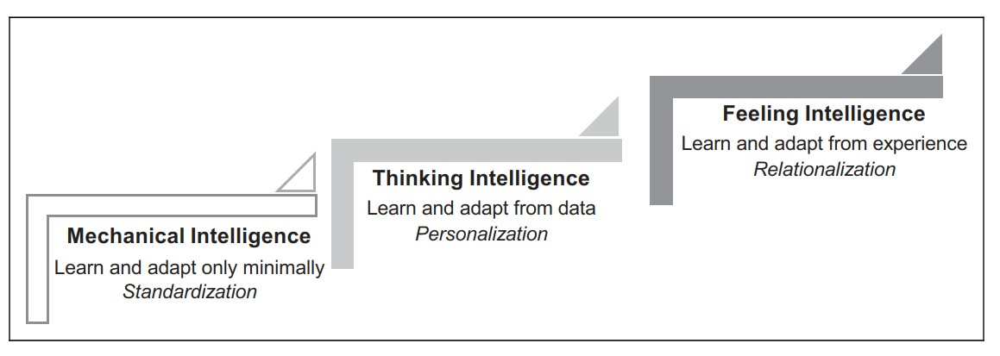 Mechanical Intelligence
Learn and adapt only minimally
Standardization
Thinking Intelligence
Learn and adapt from data
Personalization
Feeling Intelligence
Learn and adapt from experience
Relationalization